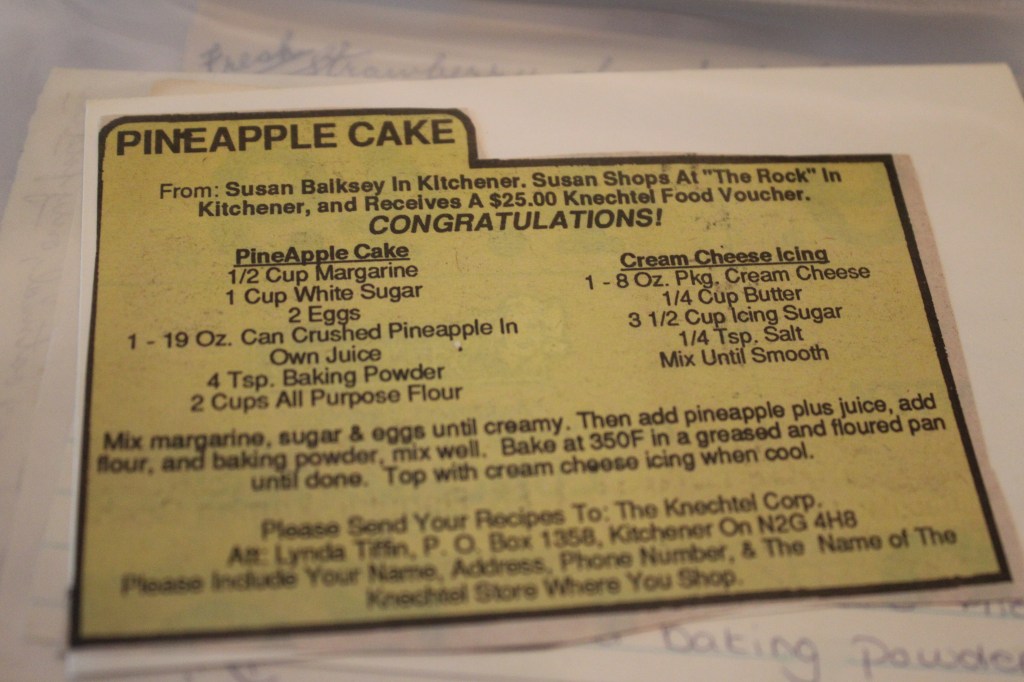 Fresh strawberry
PINEAPPLE CAKE
From: Susan Balksey In Kitchener. Susan Shops At "The Rock" In
Kitchener, and Receives A $25.00 Knechtel Food Voucher.
CONGRATULATIONS!
PineApple Cake
1/2 Cup Margarine
1 Cup White Sugar
2 Eggs
1 - 19 Oz. Can Crushed Pineapple In
Own Juice
4 Tsp. Baking Powder
2 Cups All Purpose Flour
Cream Cheese Icing
1 - 8 Oz. Pkg. Cream Cheese
1/4 Cup Butter
3 1/2 Cup Icing Sugar
1/4 Tsp. Salt
Mix Until Smooth
Mix margarine, sugar & eggs until creamy. Then add pineapple plus juice, add
flour, and baking powder, mix well. Bake at 350F in a greased and floured pan
until done. Top with cream cheese icing when cool.
Please Send Your Recipes To: The Knechtel Corp.
Att: Lynda Tiffin, P. O. Box 1358, Kitchener On N2G 4H8
Please Include Your Name, Address, Phone Number, & The Name of The
Knechtel Store Where You Shop.
baking powder